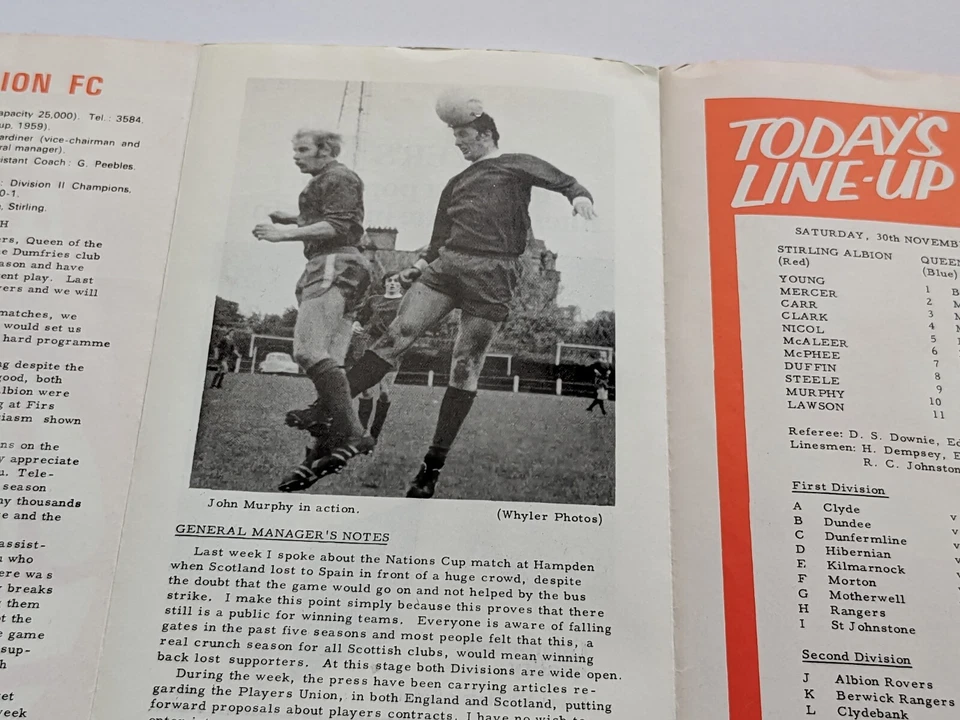 ION FC
apacity 25,000). Tel.: 3584.
up. 1959).
ardiner (vice-chairman and
ral manager).
istant Coach: G. Peebles.
: Division II Champions,
0-1.
, Stirling.
H
ers, Queen of the
e Dumfries club
ason and have
ent play. Last
ers and we will
matches, we
would set us
hard programme
ng despite the
good, both
Albion were
g at Firs
iasm shown
ns on the
y appreciate
u. Tele-
season
ny thousands
e and the
assist-
u who
ere was
r breaks
them
ot the
e game
sup-
h
et
week
John Murphy in action.
(Whyler Photos)
GENERAL MANAGER'S NOTES
Last week I spoke about the Nations Cup match at Hampden
when Scotland lost to Spain in front of a huge crowd, despite
the doubt that the game would go on and not helped by the bus
strike. I make this point simply because this proves that there
still is a public for winning teams. Everyone is aware of falling
gates in the past five seasons and most people felt that this, a
real crunch season for all Scottish clubs, would mean winning
back lost supporters. At this stage both Divisions are wide open.
During the week, the press have been carrying articles re-
garding the Players Union, in both England and Scotland, putting
forward proposals about players contracts. I have no wish to
TODAY'S
LINE-UP
SATURDAY, 30th NOVEMB
STIRLING ALBION QUEEN
(Red) (Blue)
YOUNG 1 B
MERCER 2 M
CARR 3 M
CLARK 4 M
NICOL 5
McALEER 6
McPHEE 7
DUFFIN 8
STEELE 9
MURPHY 10
LAWSON 11
Referee: D. S. Downie, Ed
Linesmen: H. Dempsey, E
R. C. Johnston
First Division
A Clyde v
B Dundee v
C Dunfermline v
D Hibernian
E Kilmarnock
F Morton
G Motherwell
H Rangers
I St Johnstone
Second Division
J Albion Rovers
K Berwick Rangers
L Clydebank